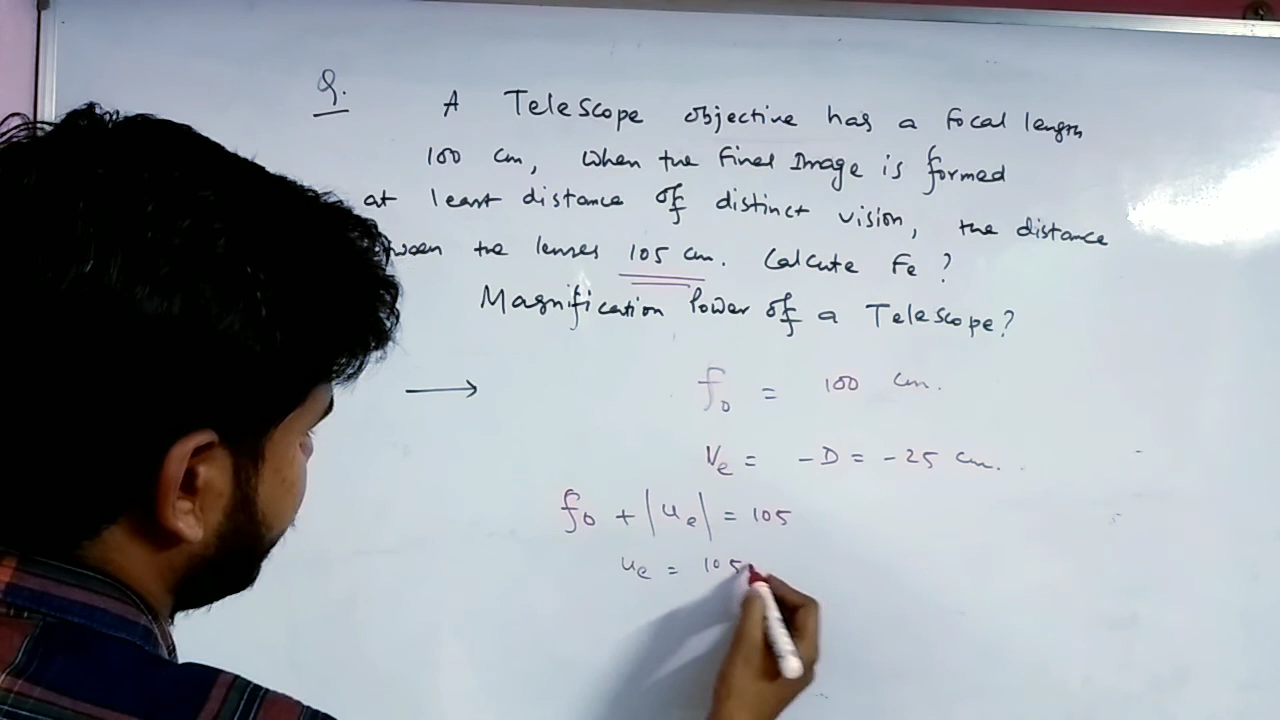 Q. A Telescope objective has a focal length
100 cm, When the Final Image is formed
at least distance of distinct vision, the distance
the lenses 105 cm. Calcute Fe ?
Magnification Power of a Telescope?
⟶ fo = 100 cm.
Ve = -D = -25 cm.
fo + |ue| = 105
ue = 105